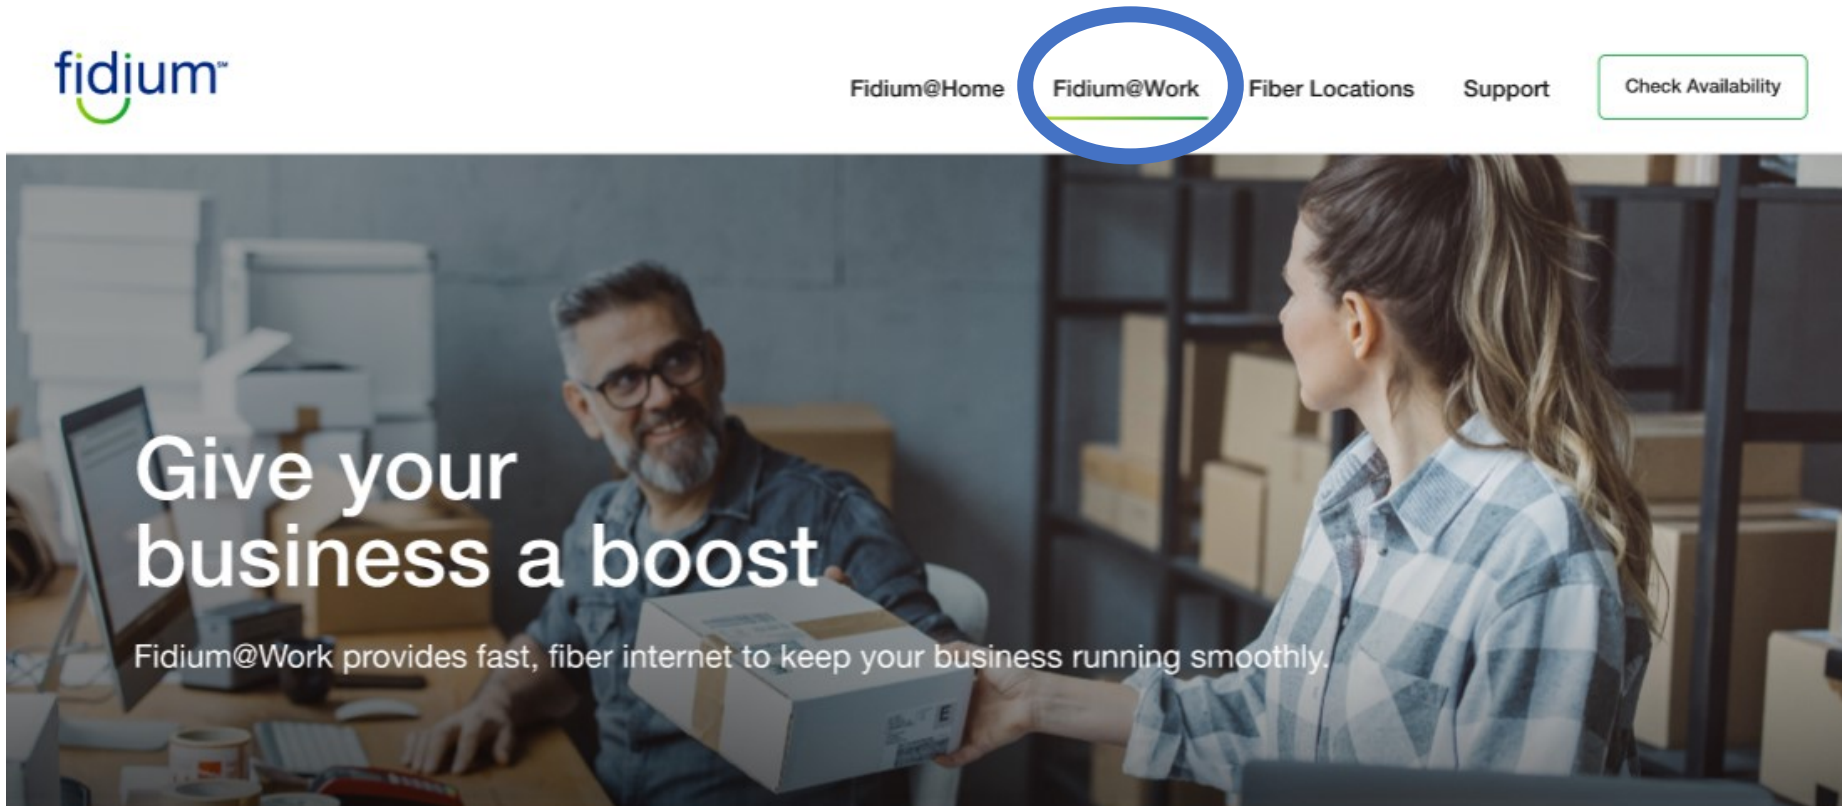 fidium℠
Fidium@Home
Fidium@Work
Fiber Locations
Support
Check Availability
Give your
business a boost
Fidium@Work provides fast, fiber internet to keep your business running smoothly.
E